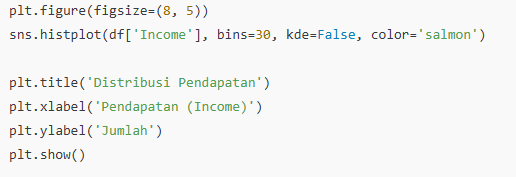 plt.figure(figsize=(8, 5))
sns.histplot(df['Income'], bins=30, kde=False, color='salmon')
plt.title('Distribusi Pendapatan')
plt.xlabel('Pendapatan (Income)')
plt.ylabel('Jumlah')
plt.show()